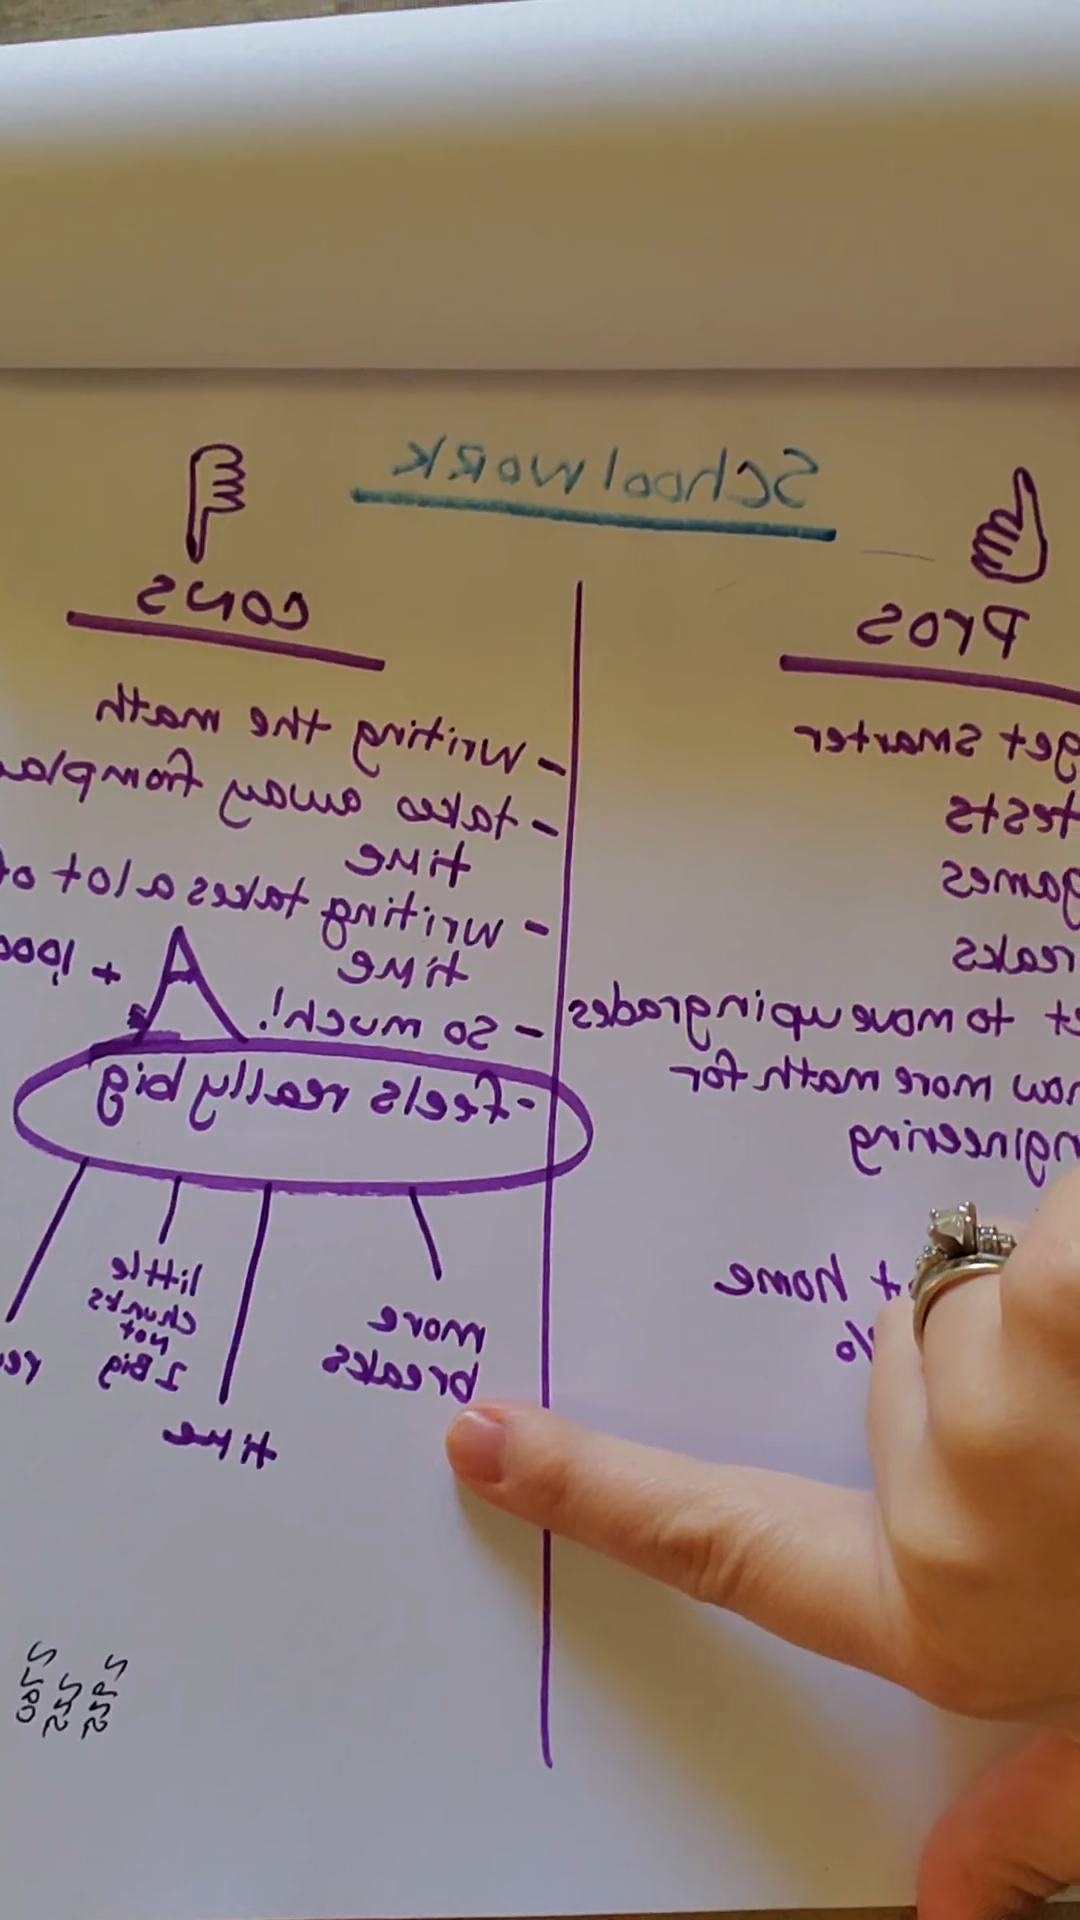 Schoolwork
Pros
get smarter
tests
games
to move up in grades
more math for
home
%
cons
- writing the math
- takes away from
time
- writing takes a lot of
time
- so much! A +
- feels really big
more
breaks
time
little
chunks
not
1 Big